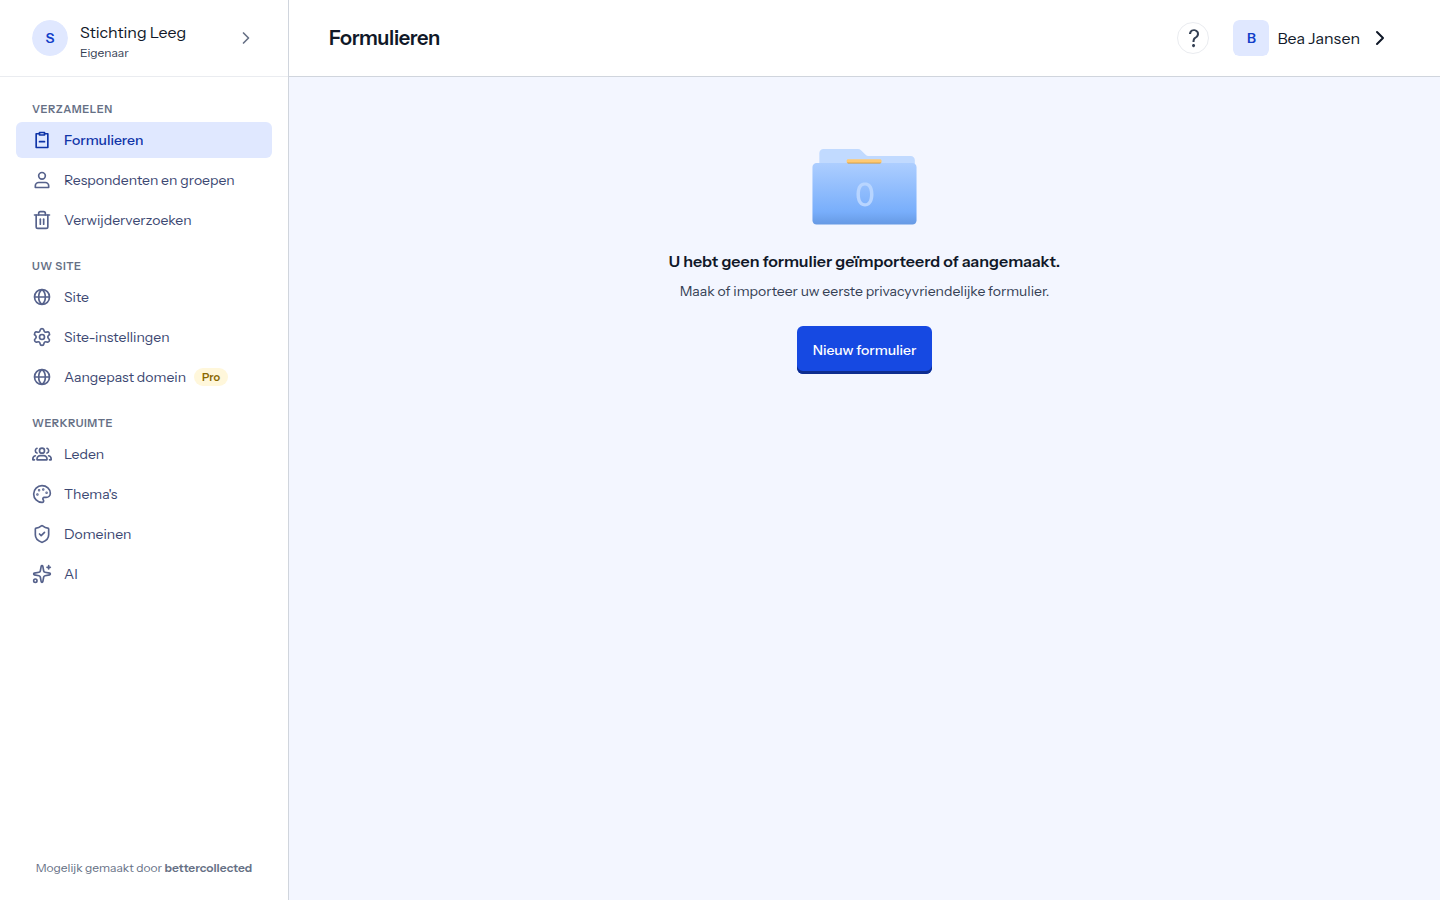 S
Stichting Leeg
Eigenaar
VERZAMELEN
Formulieren
Respondenten en groepen
Verwijderverzoeken
UW SITE
Site
Site-instellingen
Aangepast domein Pro
WERKRUIMTE
Leden
Thema's
Domeinen
AI
Mogelijk gemaakt door bettercollected
Formulieren
?
B
Bea Jansen
0
U hebt geen formulier geïmporteerd of aangemaakt.
Maak of importeer uw eerste privacyvriendelijke formulier.
Nieuw formulier